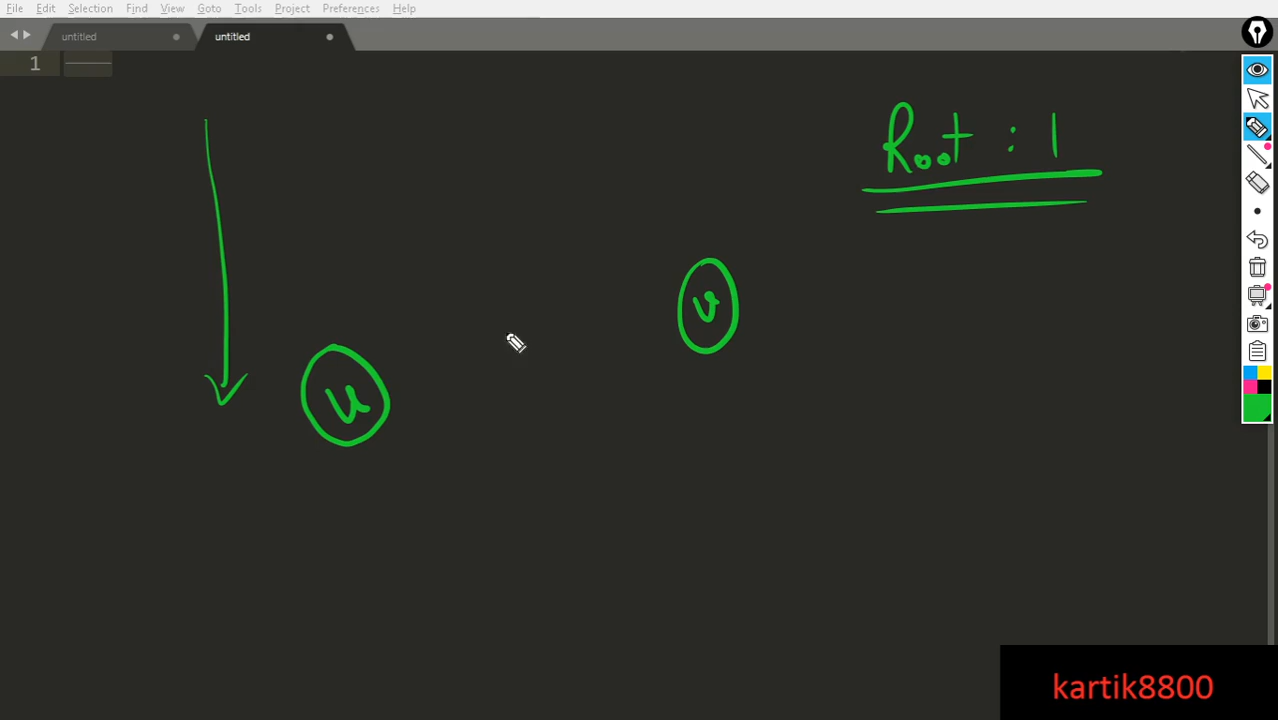 File Edit Selection Find View Goto Tools Project Preferences Help
untitled untitled
1
Root : 1
v
u
kartik8800